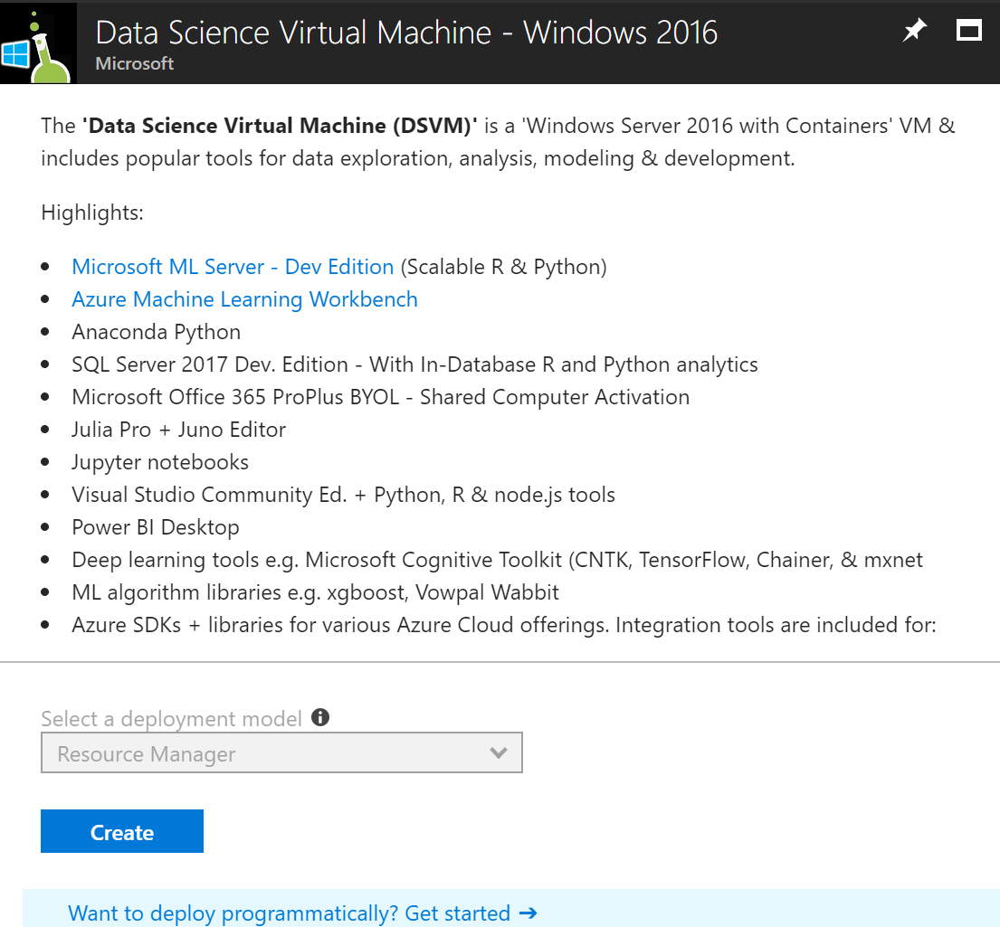 Data Science Virtual Machine - Windows 2016
Microsoft
The 'Data Science Virtual Machine (DSVM)' is a 'Windows Server 2016 with Containers' VM &
includes popular tools for data exploration, analysis, modeling & development.
Highlights:
Microsoft ML Server - Dev Edition (Scalable R & Python)
Azure Machine Learning Workbench
Anaconda Python
SQL Server 2017 Dev. Edition - With In-Database R and Python analytics
Microsoft Office 365 ProPlus BYOL - Shared Computer Activation
Julia Pro + Juno Editor
Jupyter notebooks
Visual Studio Community Ed. + Python, R & node.js tools
Power BI Desktop
Deep learning tools e.g. Microsoft Cognitive Toolkit (CNTK, TensorFlow, Chainer, & mxnet
ML algorithm libraries e.g. xgboost, Vowpal Wabbit
Azure SDKs + libraries for various Azure Cloud offerings. Integration tools are included for:
Select a deployment model
Resource Manager
Create
Want to deploy programmatically? Get started →